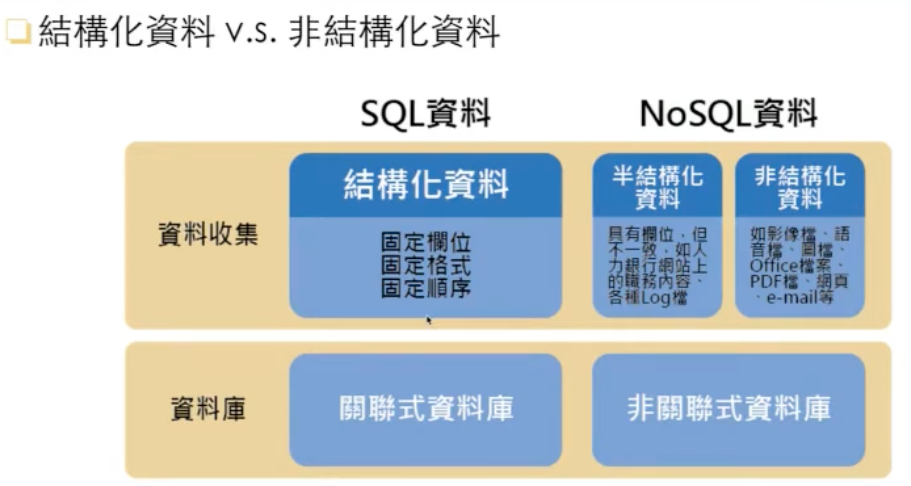 結構化資料 v.s. 非結構化資料
SQL資料
NoSQL資料
資料收集
結構化資料
固定欄位
固定格式
固定順序
半結構化
資料
具有欄位，但
不一致，如人
力銀行網站上
的職務內容、
各種Log檔
非結構化
資料
如影像檔、語
音檔、圖檔、
Office檔案、
PDF檔、網頁
、e-mail等
資料庫
關聯式資料庫
非關聯式資料庫